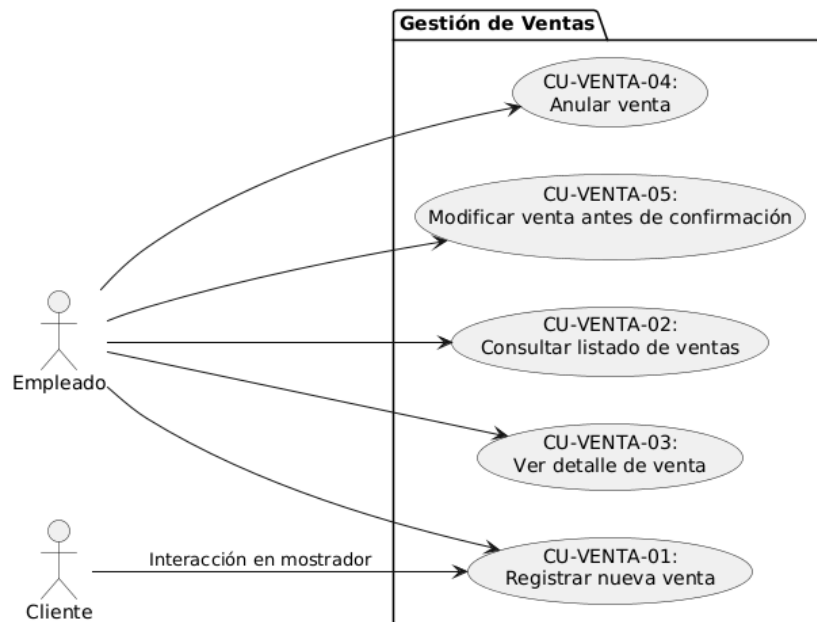 Gestión de Ventas
CU-VENTA-04:
Anular venta
CU-VENTA-05:
Modificar venta antes de confirmación
CU-VENTA-02:
Consultar listado de ventas
Empleado
CU-VENTA-03:
Ver detalle de venta
Interacción en mostrador
CU-VENTA-01:
Registrar nueva venta
Cliente